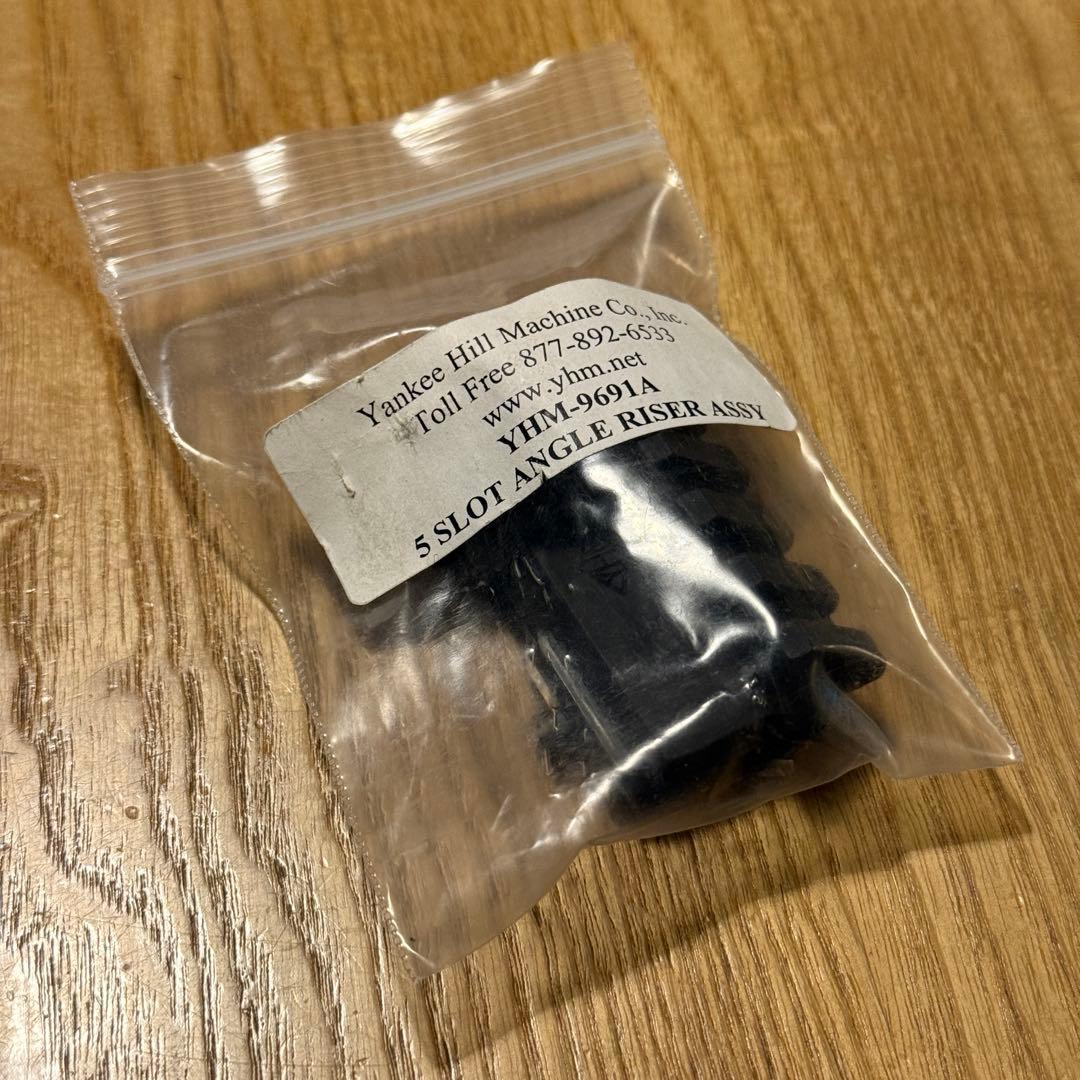 Yankee Hill Machine Co., Inc.
Toll Free 877-892-6533
www.yhm.net
YHM-9691A
5 SLOT ANGLE RISER ASSY